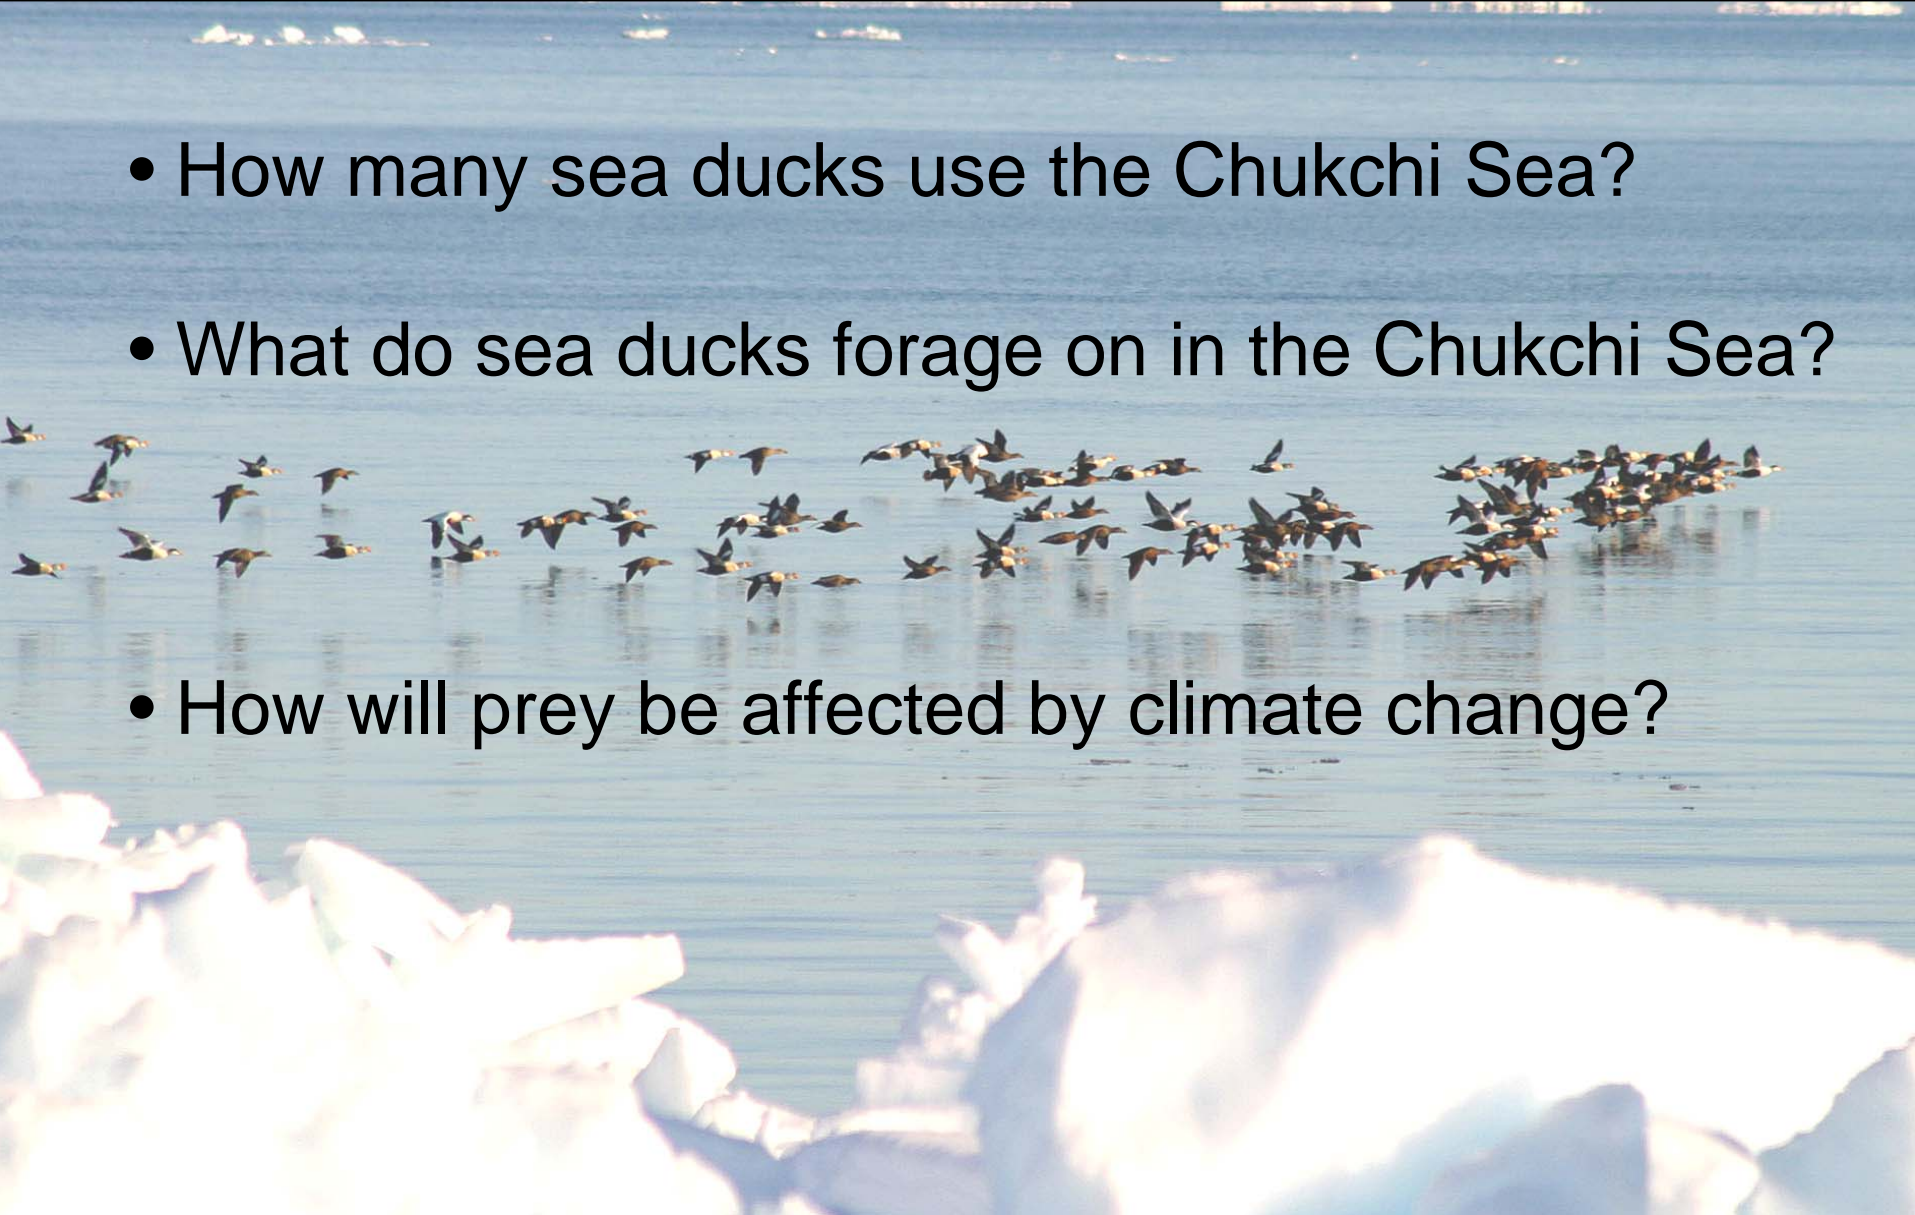 • How many sea ducks use the Chukchi Sea?
• What do sea ducks forage on in the Chukchi Sea?
• How will prey be affected by climate change?